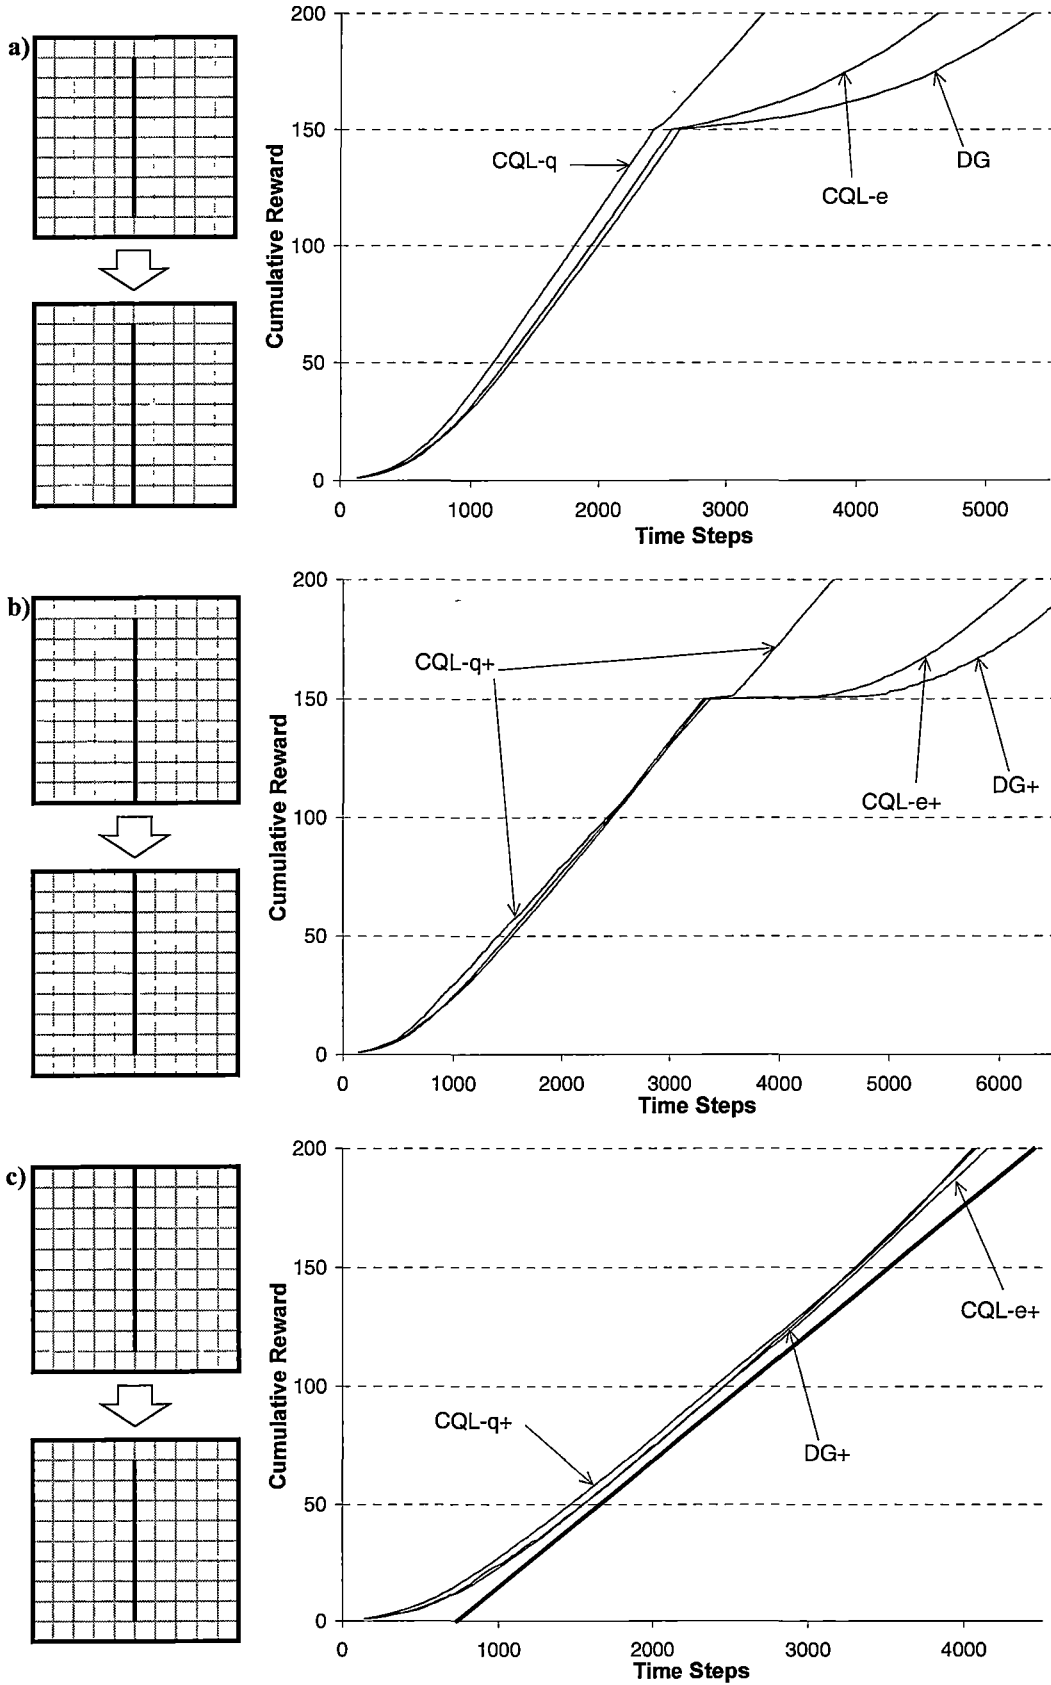 a)
200
150
100
50
0
Cumulative Reward
CQL-q
CQL-e
DG
0 1000 2000 3000 4000 5000
Time Steps
b)
200
150
100
50
0
Cumulative Reward
CQL-q+
CQL-e+
DG+
0 1000 2000 3000 4000 5000 6000
Time Steps
c)
200
150
100
50
0
Cumulative Reward
CQL-q+
CQL-e+
DG+
0 1000 2000 3000 4000
Time Steps